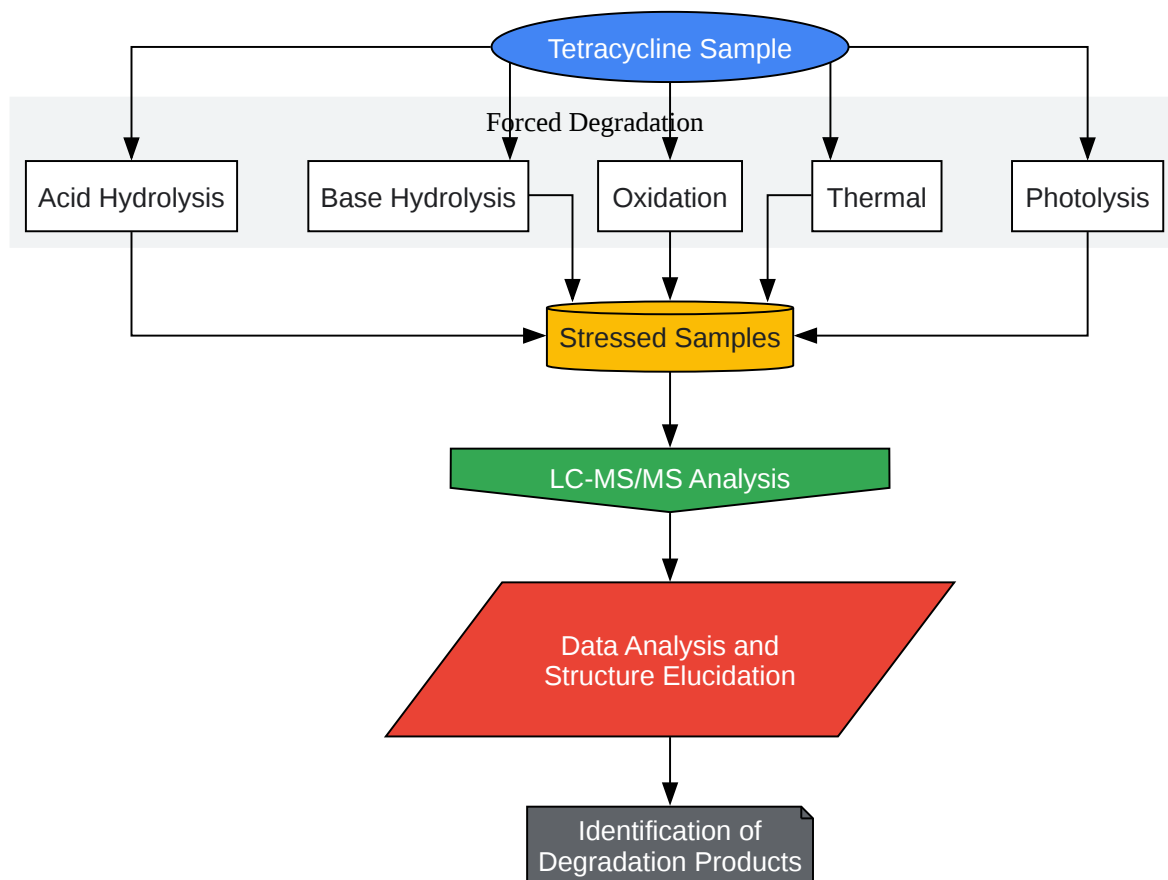 Tetracycline Sample
Forced Degradation
Acid Hydrolysis
Base Hydrolysis
Oxidation
Thermal
Photolysis
Stressed Samples
LC-MS/MS Analysis
Data Analysis and
Structure Elucidation
Identification of
Degradation Products